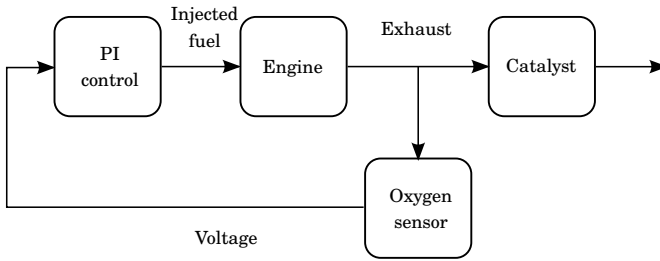 Injected
fuel
Exhaust
PI
control
Engine
Catalyst
Oxygen
sensor
Voltage